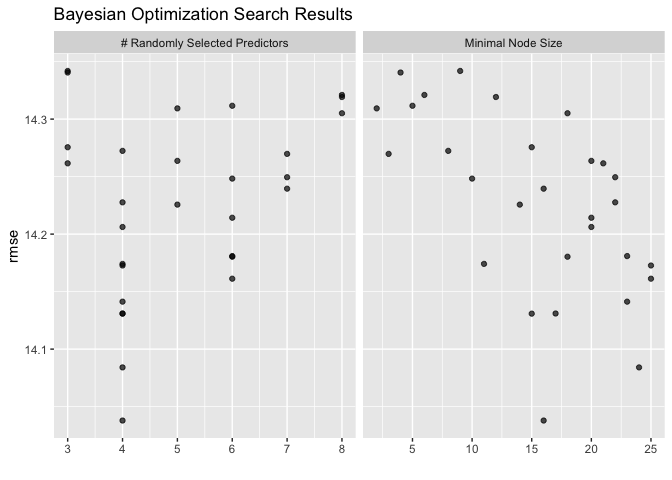 Bayesian Optimization Search Results
# Randomly Selected Predictors
Minimal Node Size
rmse
14.3
14.2
14.1
3 4 5 6 7 8
5 10 15 20 25